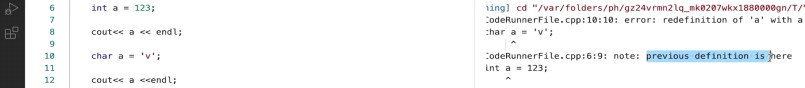 6 int a = 123;
7
8 cout<< a << endl;
9
10 char a = 'v';
11
12 cout<< a <<endl;
ning] cd "/var/folders/ph/gz24vrmn2lq_mk0207wkx1880000gn/T/"
CodeRunnerFile.cpp:10:10: error: redefinition of 'a' with a
char a = 'v';
^
CodeRunnerFile.cpp:6:9: note: previous definition is here
int a = 123;
^